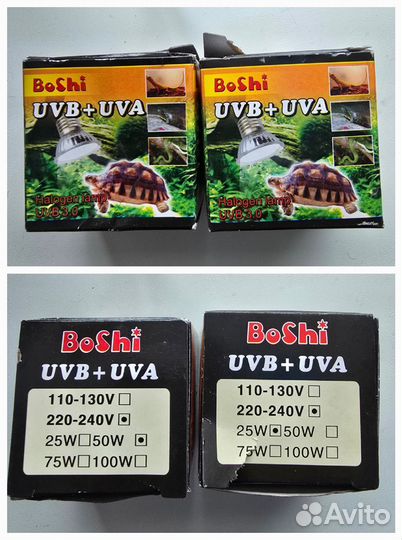 BoShi
UVB+UVA
Halogen lamp
UVB 3.0
BoShi
UVB+UVA
Halogen lamp
UVB 3.0
BoShi
UVB+UVA
110-130V
220-240V
25W 50W
75W 100W
BoShi
UVB+UVA
110-130V
220-240V
25W 50W
75W 100W
Avito